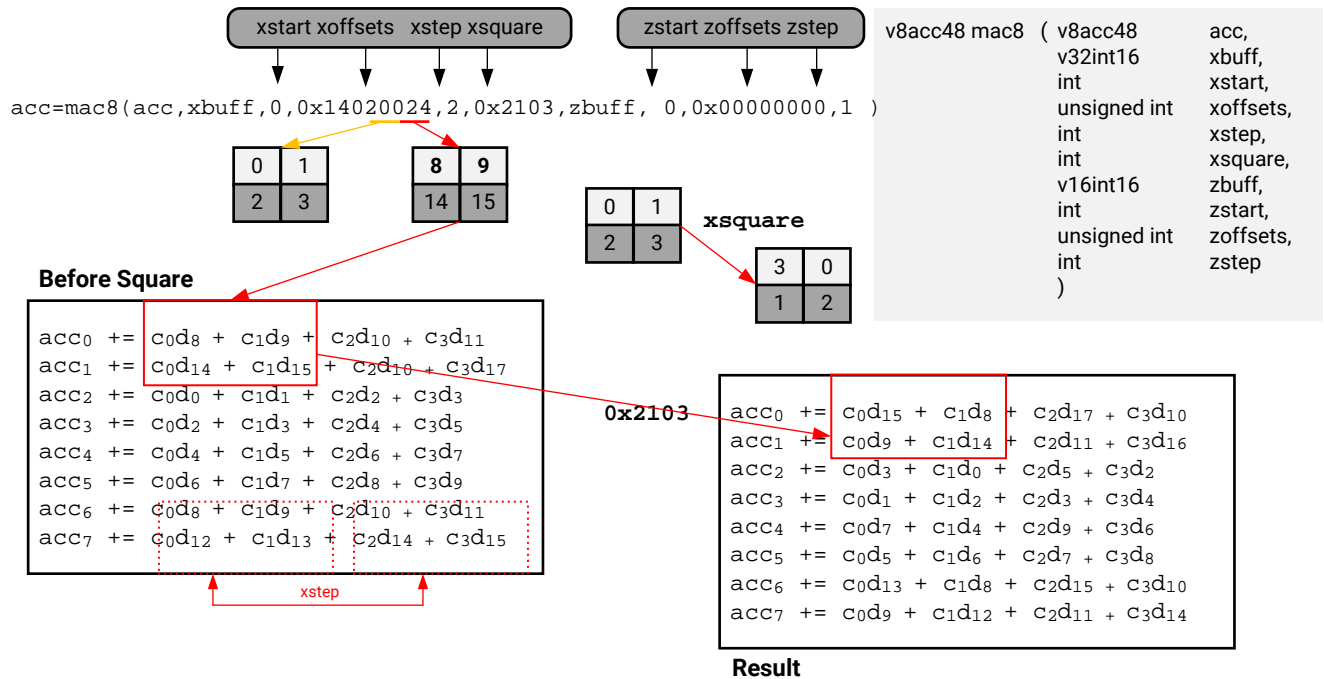 xstart xoffsets xstep xsquare
zstart zoffsets zstep
acc=mac8(acc,xbuff,0,0x14020024,2,0x2103,zbuff, 0,0x00000000,1 )
v8acc48 mac8 ( v8acc48 acc,
v32int16 xbuff,
int xstart,
unsigned int xoffsets,
int xstep,
int xsquare,
v16int16 zbuff,
int zstart,
unsigned int zoffsets,
int zstep
)
0 1
2 3
8 9
14 15
0 1
2 3
xsquare
3 0
1 2
Before Square
acc0 += c0d8 + c1d9 + c2d10 + c3d11
acc1 += c0d14 + c1d15 + c2d10 + c3d17
acc2 += c0d0 + c1d1 + c2d2 + c3d3
acc3 += c0d2 + c1d3 + c2d4 + c3d5
acc4 += c0d4 + c1d5 + c2d6 + c3d7
acc5 += c0d6 + c1d7 + c2d8 + c3d9
acc6 += c0d8 + c1d9 + c2d10 + c3d11
acc7 += c0d12 + c1d13 + c2d14 + c3d15
xstep
0x2103
acc0 += c0d15 + c1d8 + c2d17 + c3d10
acc1 += c0d9 + c1d14 + c2d11 + c3d16
acc2 += c0d3 + c1d0 + c2d5 + c3d2
acc3 += c0d1 + c1d2 + c2d3 + c3d4
acc4 += c0d7 + c1d4 + c2d9 + c3d6
acc5 += c0d5 + c1d6 + c2d7 + c3d8
acc6 += c0d13 + c1d8 + c2d15 + c3d10
acc7 += c0d9 + c1d12 + c2d11 + c3d14
Result